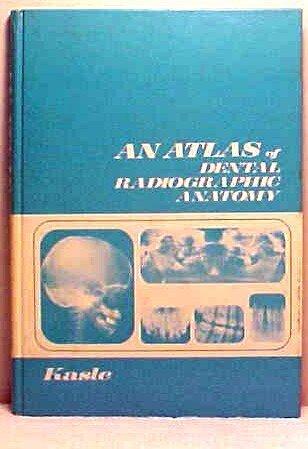 AN ATLAS of
DENTAL
RADIOGRAPHIC
ANATOMY
Kasle